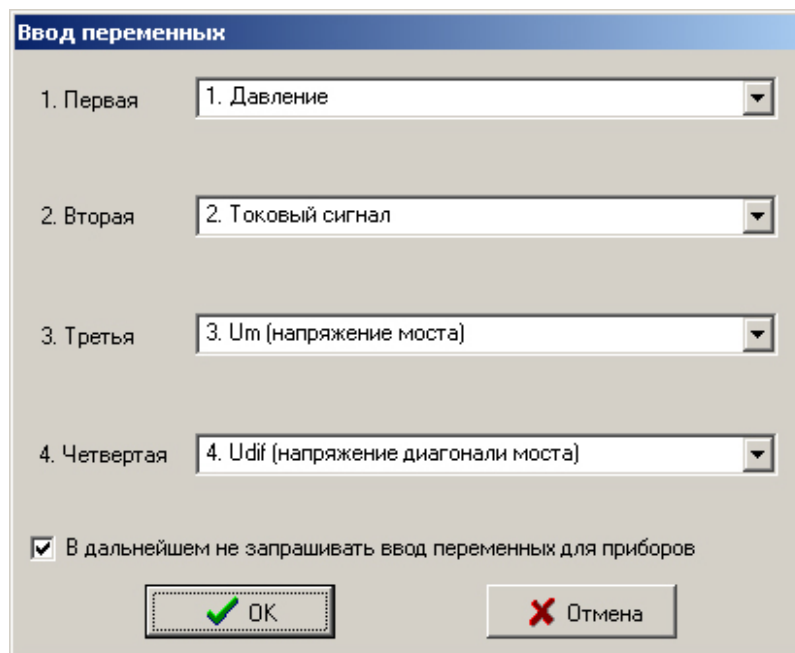 Ввод переменных
1. Первая 1. Давление
2. Вторая 2. Токовый сигнал
3. Третья 3. Um (напряжение моста)
4. Четвертая 4. Udif (напряжение диагонали моста)
В дальнейшем не запрашивать ввод переменных для приборов
OK Отмена